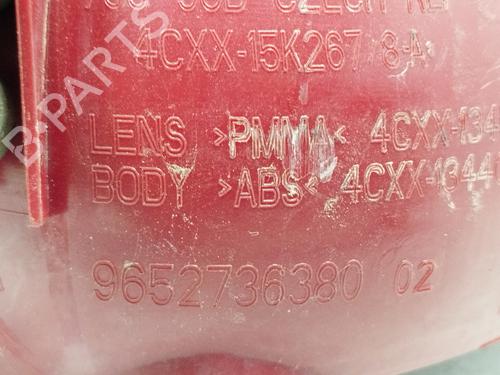 4CXX-15K267/8-A
LENS >PMMA< 4CXX-134
BODY >ABS< 4CXX-1344
9652736380 02
B-PARTS